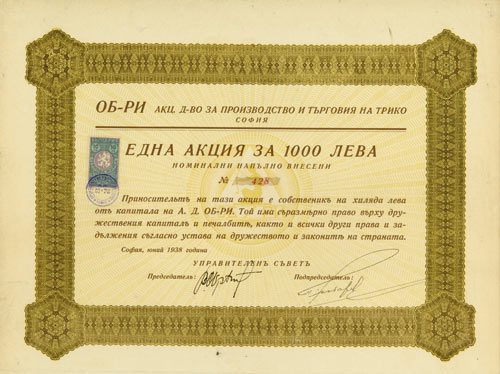 ОБ-РИ АКЦ. Д-ВО ЗА ПРОИЗВОДСТВО И ТЪРГОВИЯ НА ТРИКО
СОФИЯ
ЕДНА АКЦИЯ ЗА 1000 ЛЕВА
НОМИНАЛНИ НАПЪЛНО ВНЕСЕНИ
№ 428
Приносительтъ на тази акция е собственикъ на хиляда лева
отъ капитала на А. Д. ОБ-РИ. Той има съразмѣрно право върху дру-
жествения капиталъ и печалбитѣ, както и всички други права и за-
дължения съгласно устава на дружеството и законитѣ на страната.
София, юний 1938 година
УПРАВИТЕЛЕНЪ СЪВЕТЪ
Председатель: Подпредседатель: